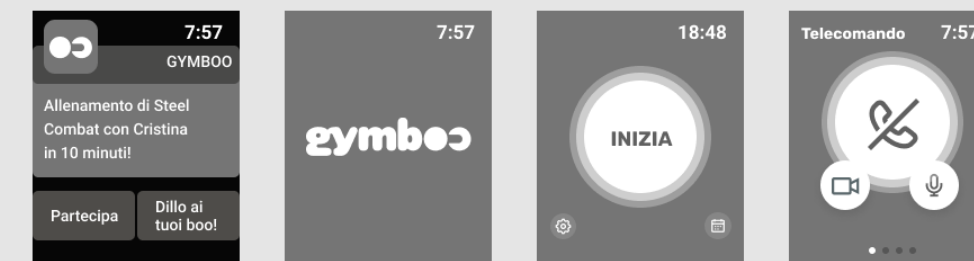 7:57
GYMBOO
Allenamento di Steel
Combat con Cristina
in 10 minuti!
Partecipa
Dillo ai
tuoi boo!
7:57
gymboo
18:48
INIZIA
Telecomando 7:57